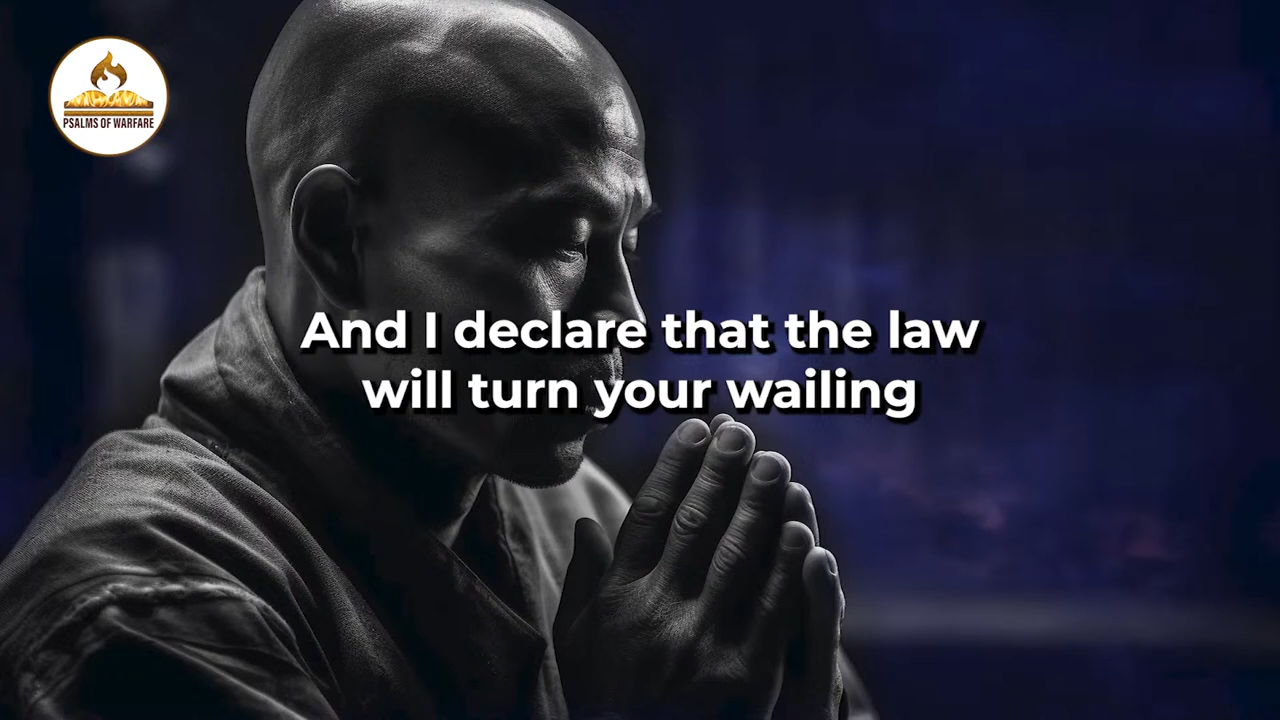 PSALMS OF WARFARE
And I declare that the law
will turn your wailing